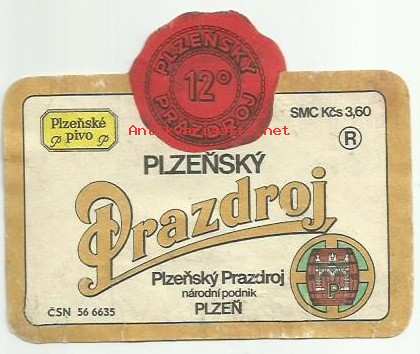 PLZEŇSKÝ
12°
PRAZDROJ
Plzeňské
pivo
SMC Kčs 3,60
R
PLZEŇSKÝ
Prazdroj
Plzeňský Prazdroj
národní podnik
PLZEŇ
P
ČSN 56 6635